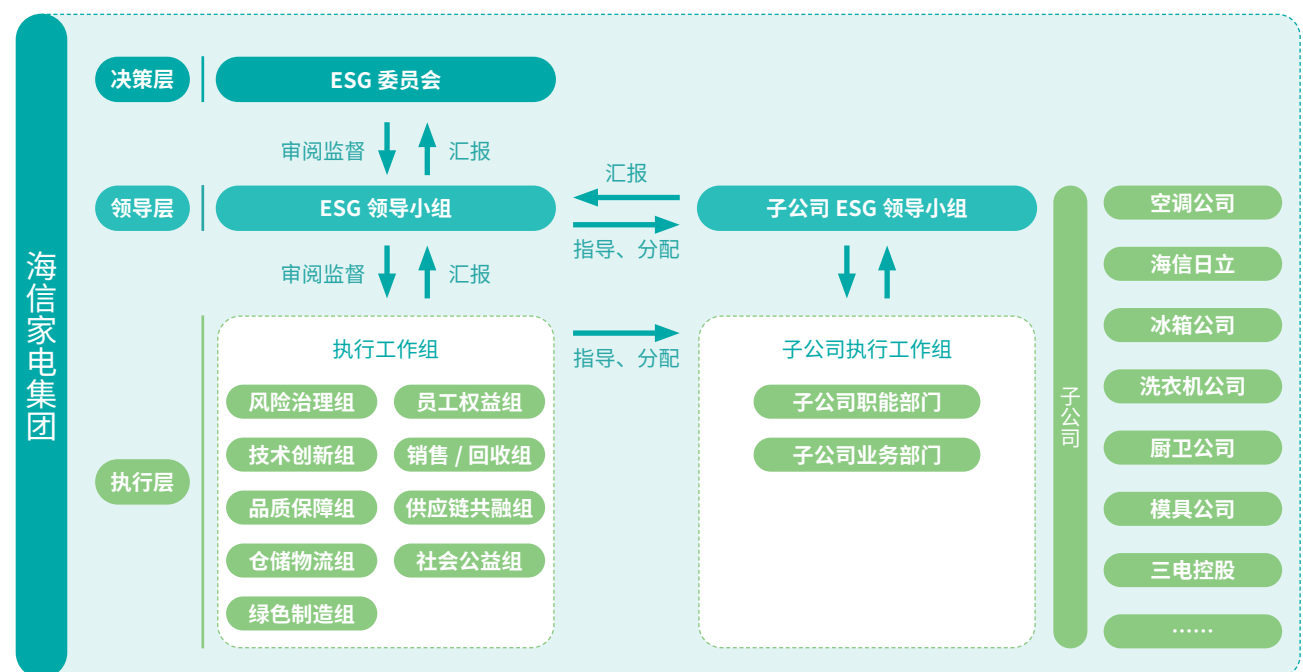 海信家电集团
决策层
ESG 委员会
审阅监督
汇报
领导层
ESG 领导小组
汇报
指导、分配
子公司 ESG 领导小组
审阅监督
汇报
执行层
执行工作组
风险治理组
员工权益组
技术创新组
销售 / 回收组
品质保障组
供应链共融组
仓储物流组
社会公益组
绿色制造组
指导、分配
子公司执行工作组
子公司职能部门
子公司业务部门
子公司
空调公司
海信日立
冰箱公司
洗衣机公司
厨卫公司
模具公司
三电控股
……